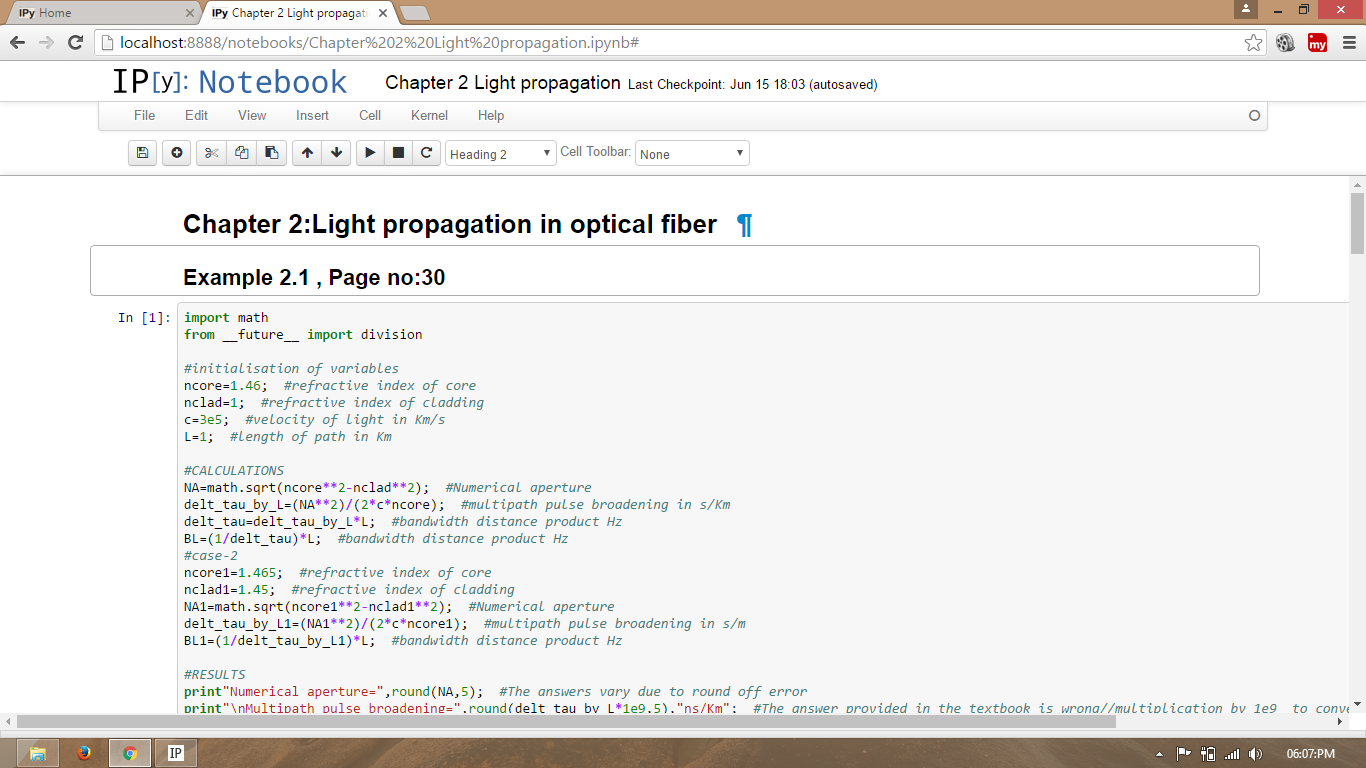 IPy Home
IPy Chapter 2 Light propagati
localhost:8888/notebooks/Chapter%202%20Light%20propagation.ipynb#
my
IP[y]: Notebook
Chapter 2 Light propagation Last Checkpoint: Jun 15 18:03 (autosaved)
File Edit View Insert Cell Kernel Help
Heading 2 Cell Toolbar: None
Chapter 2:Light propagation in optical fiber ¶
Example 2.1 , Page no:30
In [1]:
import math
from __future__ import division
#initialisation of variables
ncore=1.46; #refractive index of core
nclad=1; #refractive index of cladding
c=3e5; #velocity of light in Km/s
L=1; #length of path in Km
#CALCULATIONS
NA=math.sqrt(ncore**2-nclad**2); #Numerical aperture
delt_tau_by_L=(NA**2)/(2*c*ncore); #multipath pulse broadening in s/Km
delt_tau=delt_tau_by_L*L; #bandwidth distance product Hz
BL=(1/delt_tau)*L; #bandwidth distance product Hz
#case-2
ncore1=1.465; #refractive index of core
nclad1=1.45; #refractive index of cladding
NA1=math.sqrt(ncore1**2-nclad1**2); #Numerical aperture
delt_tau_by_L1=(NA1**2)/(2*c*ncore1); #multipath pulse broadening in s/m
BL1=(1/delt_tau_by_L1)*L; #bandwidth distance product Hz
#RESULTS
print"Numerical aperture=",round(NA,5); #The answers vary due to round off error
print"\nMultipath pulse broadening=",round(delt_tau_by_L*1e9,5),"ns/Km"; #The answer provided in the textbook is wrong//multiplication by 1e9 to conve
IP
06:07:PM